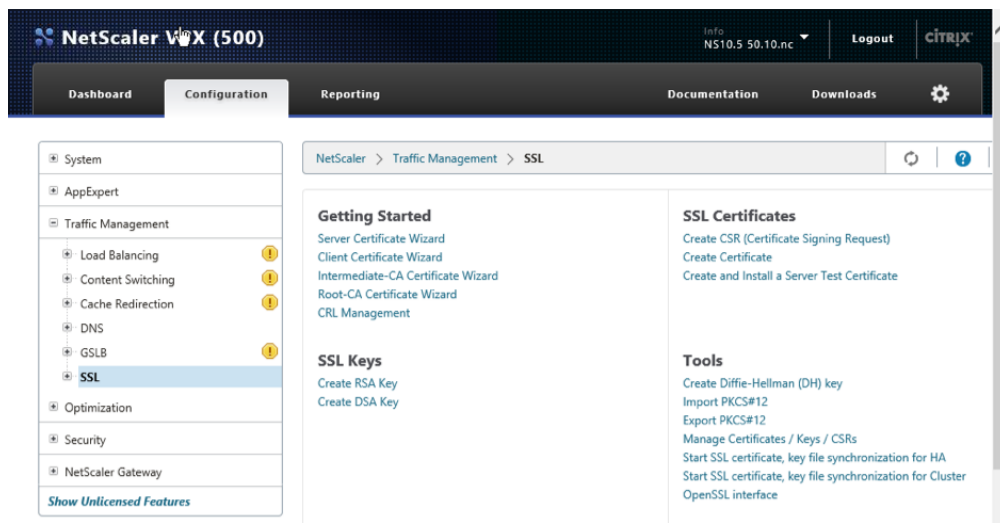 NetScaler VPX (500)
Info
NS10.5 50.10.nc
Logout
CITRIX
Dashboard
Configuration
Reporting
Documentation
Downloads
System
AppExpert
Traffic Management
Load Balancing
Content Switching
Cache Redirection
DNS
GSLB
SSL
Optimization
Security
NetScaler Gateway
Show Unlicensed Features
NetScaler > Traffic Management > SSL
Getting Started
Server Certificate Wizard
Client Certificate Wizard
Intermediate-CA Certificate Wizard
Root-CA Certificate Wizard
CRL Management
SSL Certificates
Create CSR (Certificate Signing Request)
Create Certificate
Create and Install a Server Test Certificate
SSL Keys
Create RSA Key
Create DSA Key
Tools
Create Diffie-Hellman (DH) key
Import PKCS#12
Export PKCS#12
Manage Certificates / Keys / CSRs
Start SSL certificate, key file synchronization for HA
Start SSL certificate, key file synchronization for Cluster
OpenSSL interface